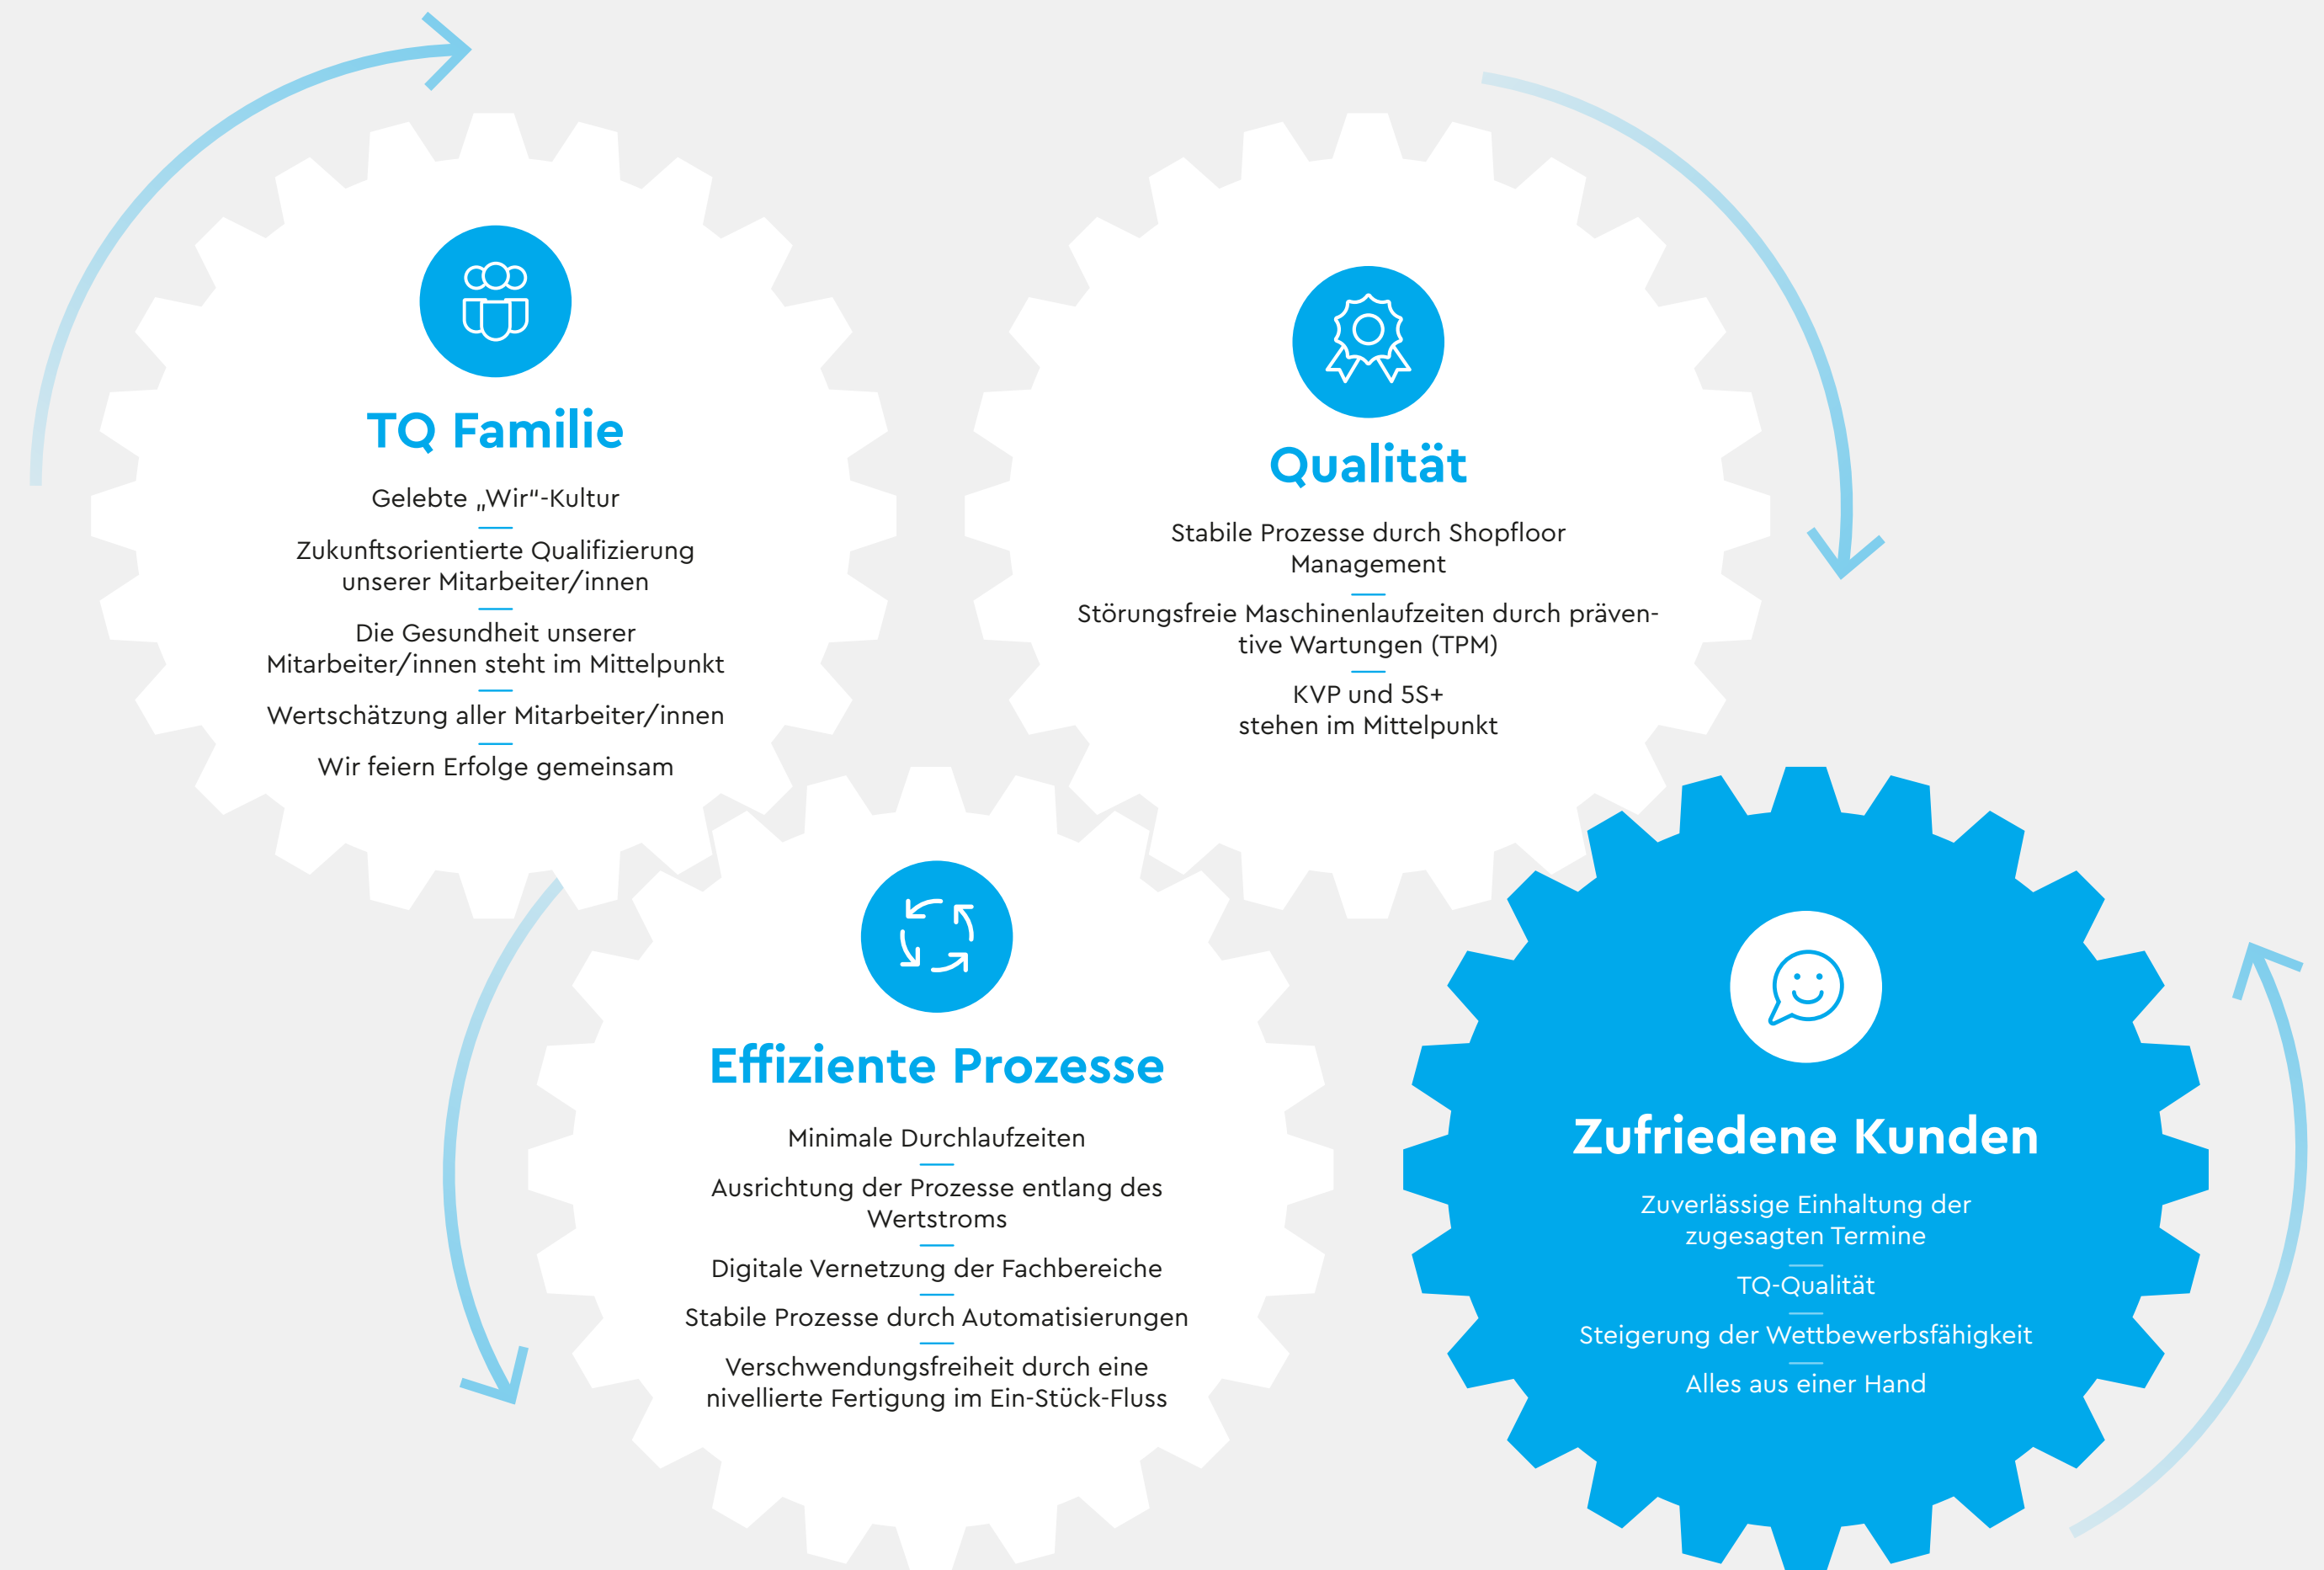 TQ Familie
Gelebte „Wir“-Kultur
Zukunftsorientierte Qualifizierung
unserer Mitarbeiter/innen
Die Gesundheit unserer
Mitarbeiter/innen steht im Mittelpunkt
Wertschätzung aller Mitarbeiter/innen
Wir feiern Erfolge gemeinsam
Qualität
Stabile Prozesse durch Shopfloor
Management
Störungsfreie Maschinenlaufzeiten durch präven-
tive Wartungen (TPM)
KVP und 5S+
stehen im Mittelpunkt
Effiziente Prozesse
Minimale Durchlaufzeiten
Ausrichtung der Prozesse entlang des
Wertstroms
Digitale Vernetzung der Fachbereiche
Stabile Prozesse durch Automatisierungen
Verschwendungsfreiheit durch eine
nivellierte Fertigung im Ein-Stück-Fluss
Zufriedene Kunden
Zuverlässige Einhaltung der
zugesagten Termine
TQ-Qualität
Steigerung der Wettbewerbsfähigkeit
Alles aus einer Hand